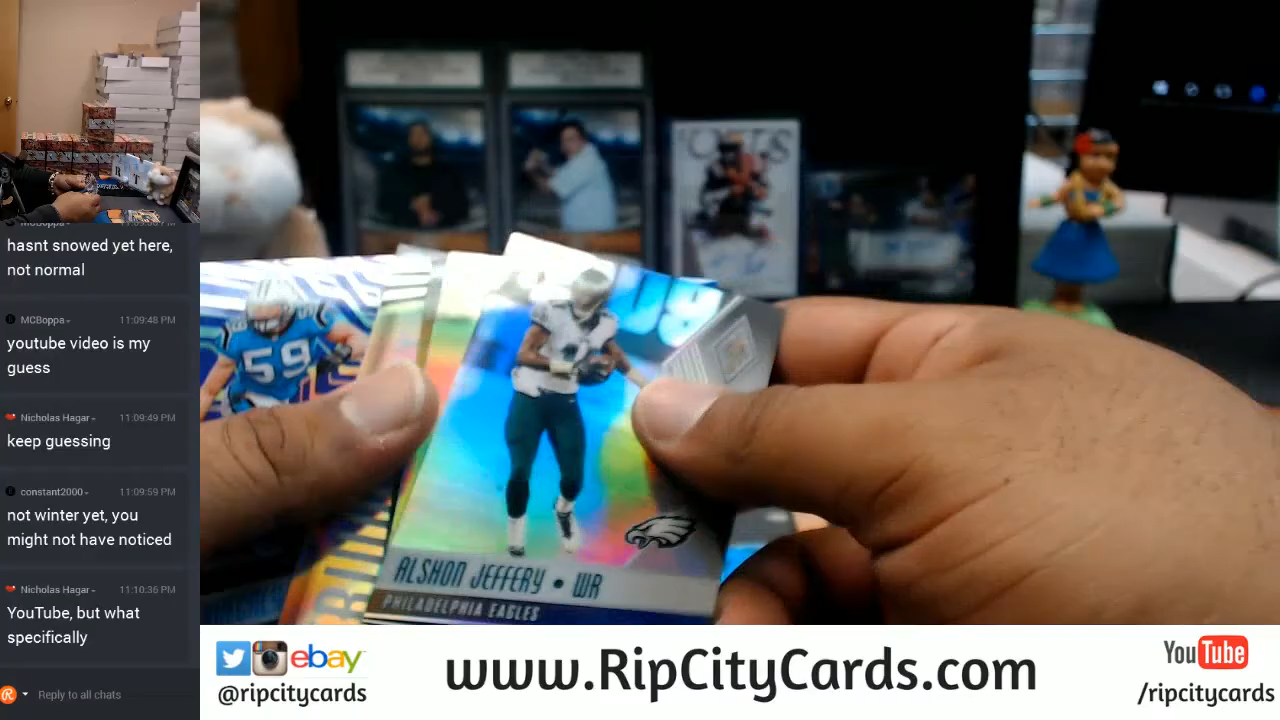 MCBoppa
hasnt snowed yet here,
not normal
MCBoppa 11:09:48 PM
youtube video is my
guess
Nicholas Hagar 11:09:49 PM
keep guessing
constant2000 11:09:59 PM
not winter yet, you
might not have noticed
Nicholas Hagar 11:10:36 PM
YouTube, but what
specifically
Reply to all chats
59
ALSHON JEFFERY • WR
PHILADELPHIA EAGLES
ebay
@ripcitycards
www.RipCityCards.com
YouTube
/ripcitycards